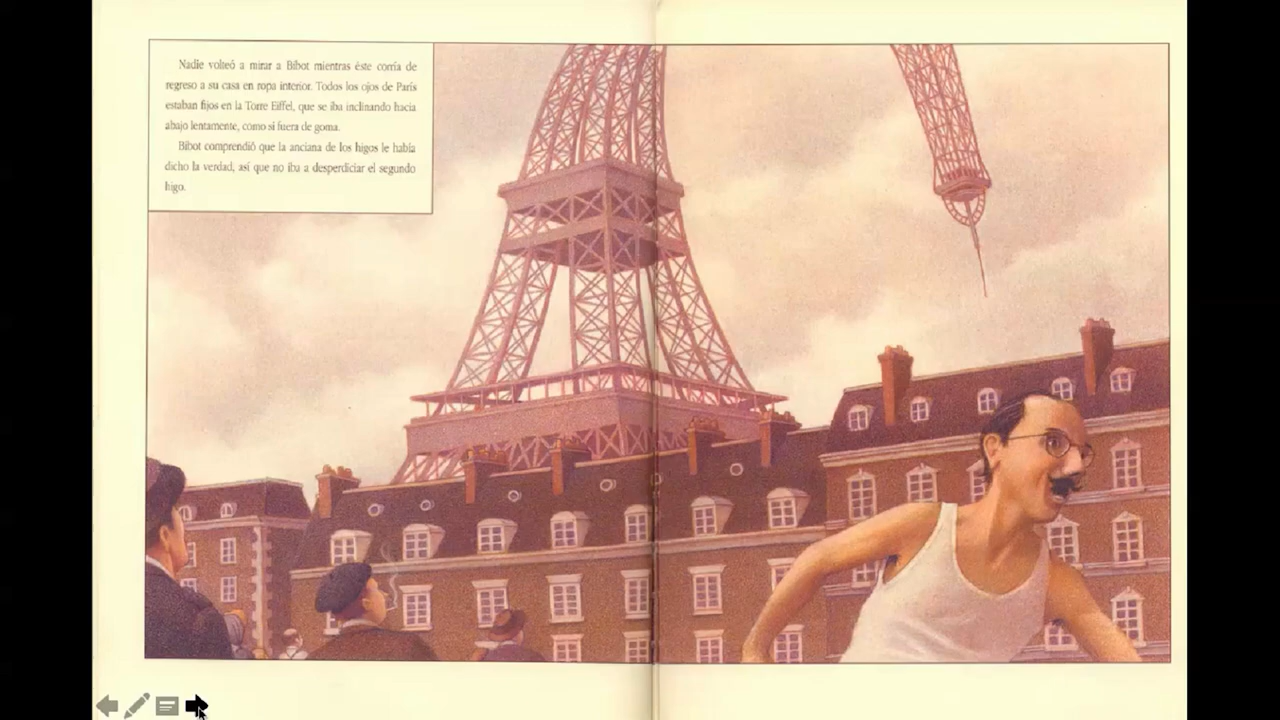 Nadie volteó a mirar a Bibot mientras éste corría de
regreso a su casa en ropa interior. Todos los ojos de París
estaban fijos en la Torre Eiffel, que se iba inclinando hacia
abajo lentamente, como si fuera de goma.
Bibot comprendió que la anciana de los higos le había
dicho la verdad, así que no iba a desperdiciar el segundo
higo.